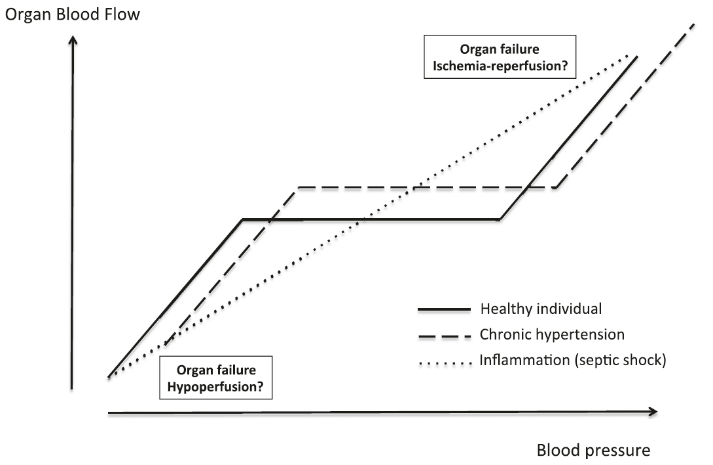 Organ Blood Flow
Organ failure
Ischemia-reperfusion?
Healthy individual
Chronic hypertension
Inflammation (septic shock)
Organ failure
Hypoperfusion?
Blood pressure